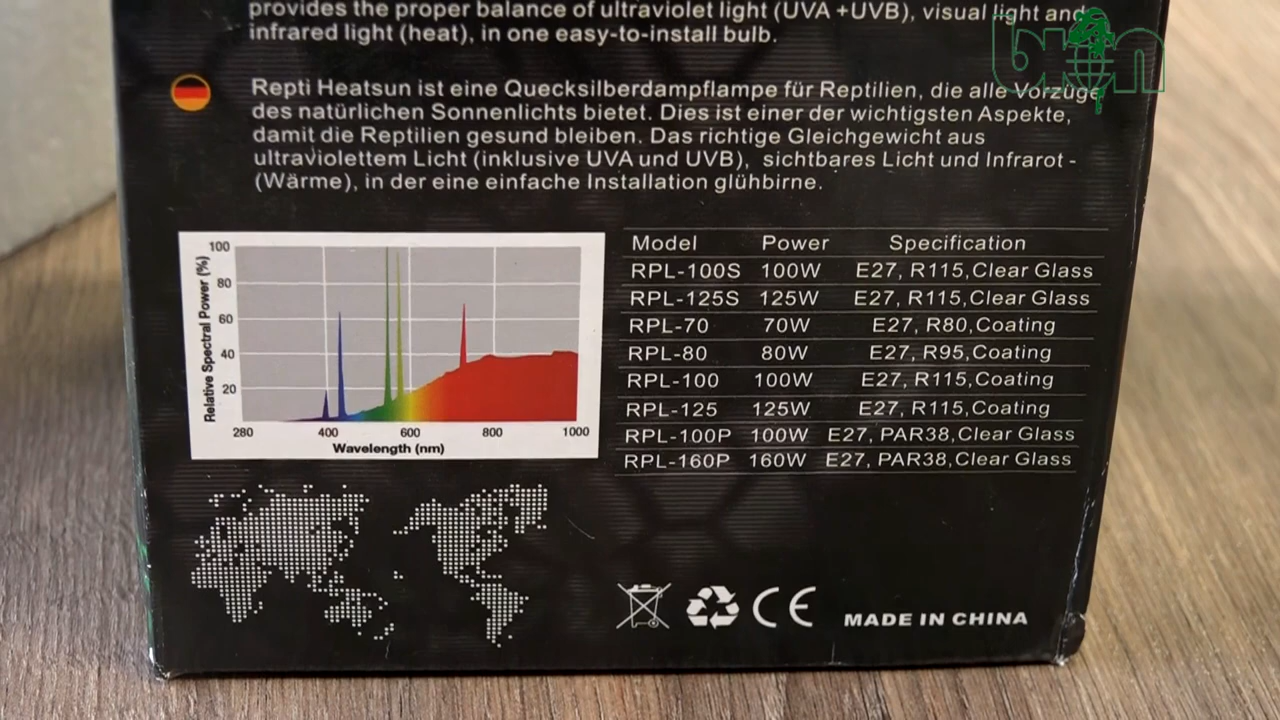 provides the proper balance of ultraviolet light (UVA +UVB), visual light and
infrared light (heat), in one easy-to-install bulb.
Repti Heatsun ist eine Quecksilberdampflampe für Reptilien, die alle Vorzüge
des natürlichen Sonnenlichts bietet. Dies ist einer der wichtigsten Aspekte,
damit die Reptilien gesund bleiben. Das richtige Gleichgewicht aus
ultraviolettem Licht (inklusive UVA und UVB), sichtbares Licht und Infrarot -
(Wärme), in der eine einfache Installation glühbirne.
Relative Spectral Power (%)
100
80
60
40
20
280 400 600 800 1000
Wavelength (nm)
Model Power Specification
RPL-100S 100W E27, R115,Clear Glass
RPL-125S 125W E27, R115,Clear Glass
RPL-70 70W E27, R80,Coating
RPL-80 80W E27, R95,Coating
RPL-100 100W E27, R115,Coating
RPL-125 125W E27, R115,Coating
RPL-100P 100W E27, PAR38,Clear Glass
RPL-160P 160W E27, PAR38,Clear Glass
CE
MADE IN CHINA